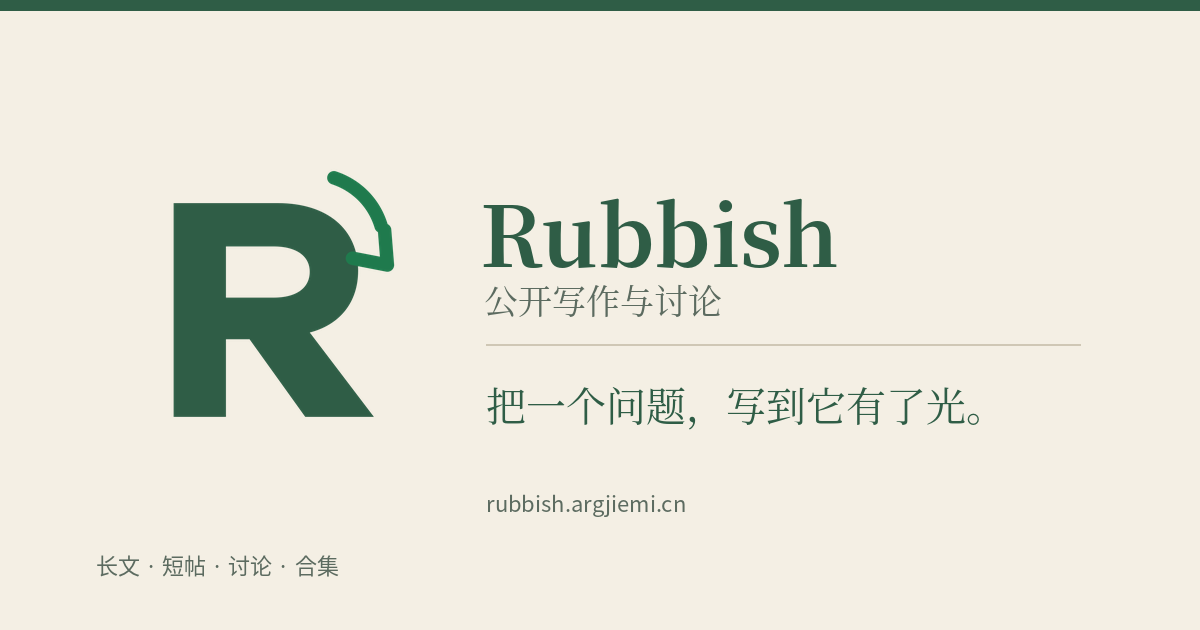 R
Rubbish
公开写作与讨论
把一个问题，写到它有了光。
rubbish.argjiemi.cn
长文 · 短帖 · 讨论 · 合集